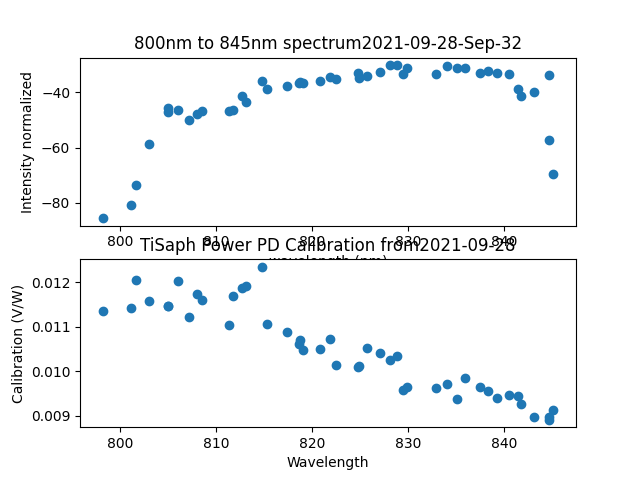 800nm to 845nm spectrum2021-09-28-Sep-32
Intensity normalized
−40
−60
−80
800 810 820 830 840
wavelength (nm)
TiSaph Power PD Calibration from2021-09-28
Calibration (V/W)
0.012
0.011
0.010
0.009
800 810 820 830 840
Wavelength